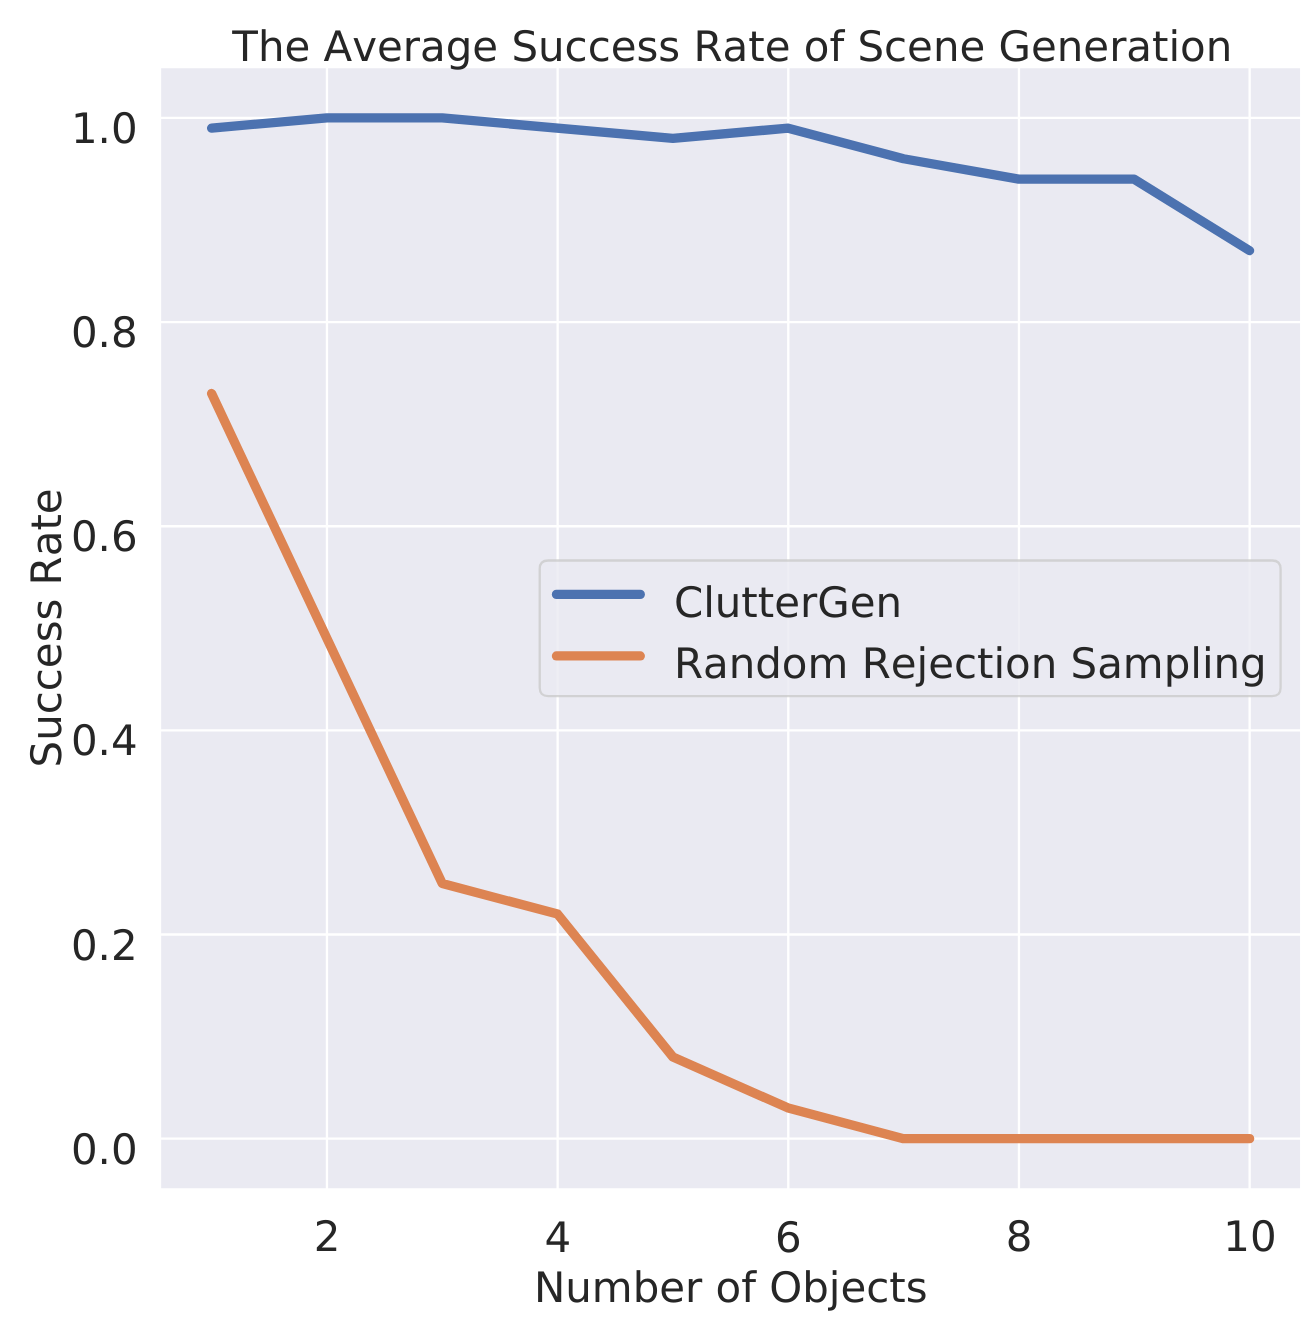 The Average Success Rate of Scene Generation
1.0
0.8
0.6
0.4
0.2
0.0
Success Rate
ClutterGen
Random Rejection Sampling
2 4 6 8 10
Number of Objects